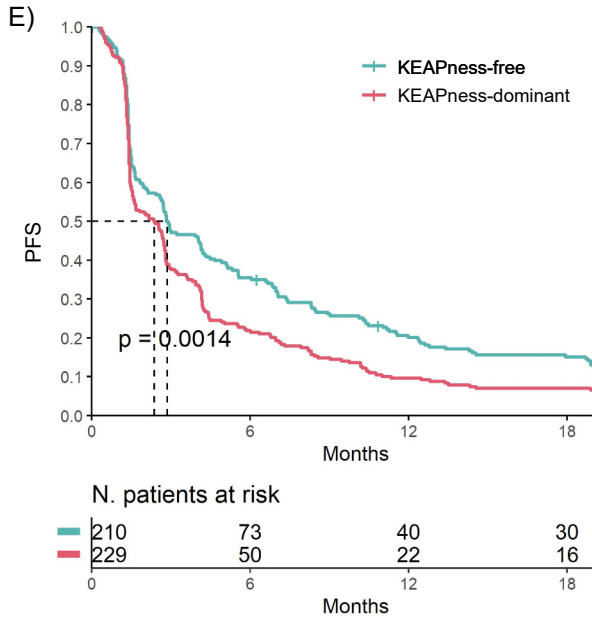 E)
1.0
0.9
0.8
0.7
0.6
0.5
0.4
0.3
0.2
0.1
0.0
PFS
KEAPness-free
KEAPness-dominant
p = 0.0014
0 6 12 18
Months
N. patients at risk
210 73 40 30
229 50 22 16
0 6 12 18
Months